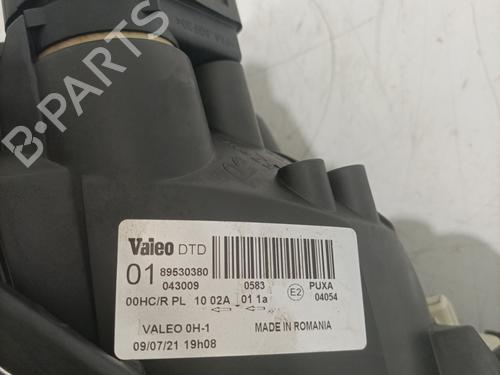 B-PARTS
Valeo DTD
01 89530380
043009 0583 PUXA
00HC/R PL 10 02A 01 1a E2 04054
VALEO 0H-1 MADE IN ROMANIA
09/07/21 19h08